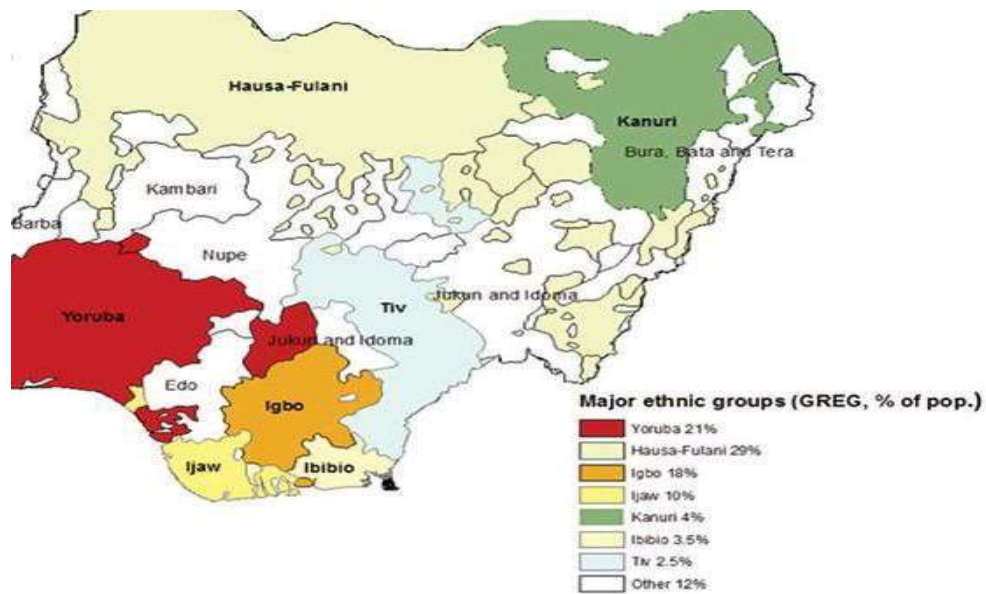 Hausa-Fulani
Kanuri
Bura, Bata and Tera
Kambari
Barba
Nupe
Yoruba
Tiv
Jukun and Idoma
Jukun and Idoma
Edo
Igbo
Ijaw
Ibibio
Major ethnic groups (GREG, % of pop.)
Yoruba 21%
Hausa-Fulani 29%
Igbo 18%
Ijaw 10%
Kanuri 4%
Ibibio 3.5%
Tiv 2.5%
Other 12%